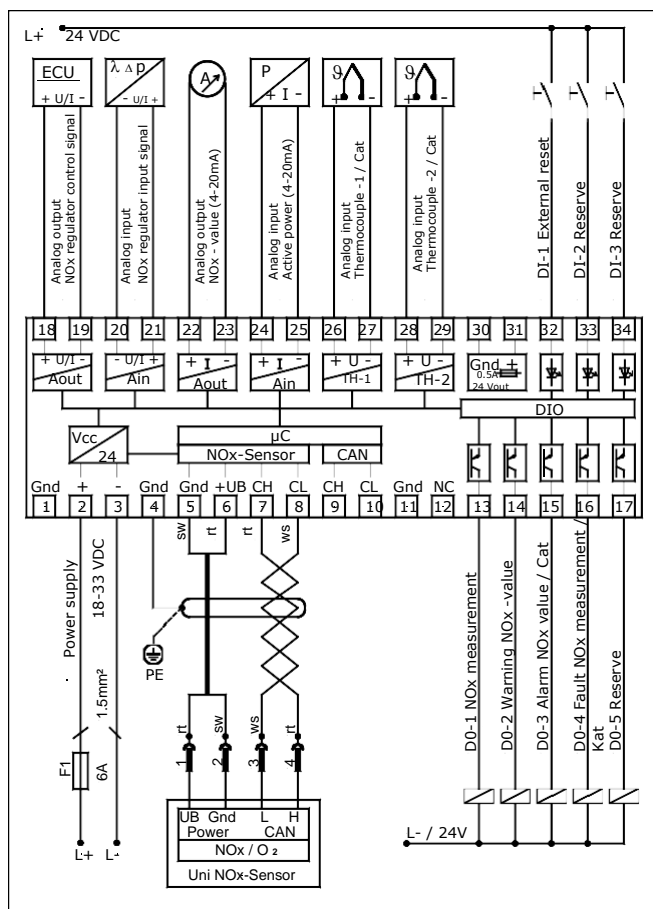 L+ 24 VDC
ECU
+ U/I -
λ Δ p
- U/I +
A
P
+ I -
ϑ
+ -
ϑ
+ -
Analog output
NOx regulator control signal
Analog input
NOx regulator input signal
Analog output
NOx - value (4-20mA)
Analog input
Active power (4-20mA)
Analog input
Thermocouple -1 / Cat
Analog input
Thermocouple -2 / Cat
DI-1 External reset
DI-2 Reserve
DI-3 Reserve
18 19 20 21 22 23 24 25 26 27 28 29 30 31 32 33 34
+ U/I -
Aout
- U/I +
Ain
+ I -
Aout
+ I -
Ain
+ U -
TH-1
+ U -
TH-2
Gnd +
0.5A
24 Vout
DIO
Vcc
24
µC
NOx-Sensor CAN
Gnd + - Gnd Gnd +UB CH CL CH CL Gnd NC
1 2 3 4 5 6 7 8 9 10 11 12 13 14 15 16 17
sw rt ws
Power supply
18-33 VDC
1.5mm²
F1
6A
L+ L-
PE
rt sw ws rt
1 2 3 4
UB Gnd L H
Power CAN
NOx / O 2
Uni NOx-Sensor
D0-1 NOx measurement
D0-2 Warning NOx -value
D0-3 Alarm NOx value / Cat
D0-4 Fault NOx measurement /
Kat
D0-5 Reserve
L- / 24V